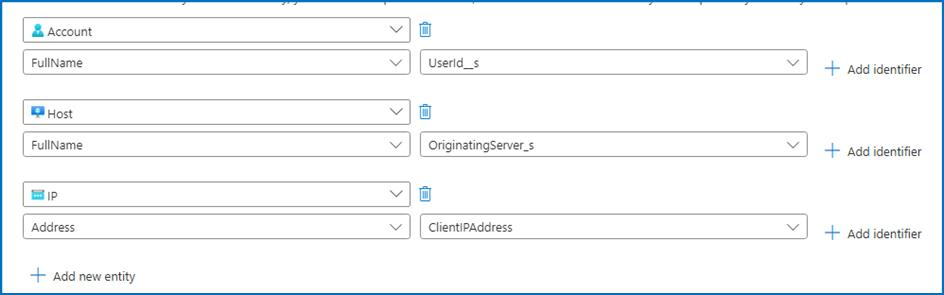 Account
FullName UserId__s + Add identifier
Host
FullName OriginatingServer_s + Add identifier
IP
Address ClientIPAddress + Add identifier
+ Add new entity